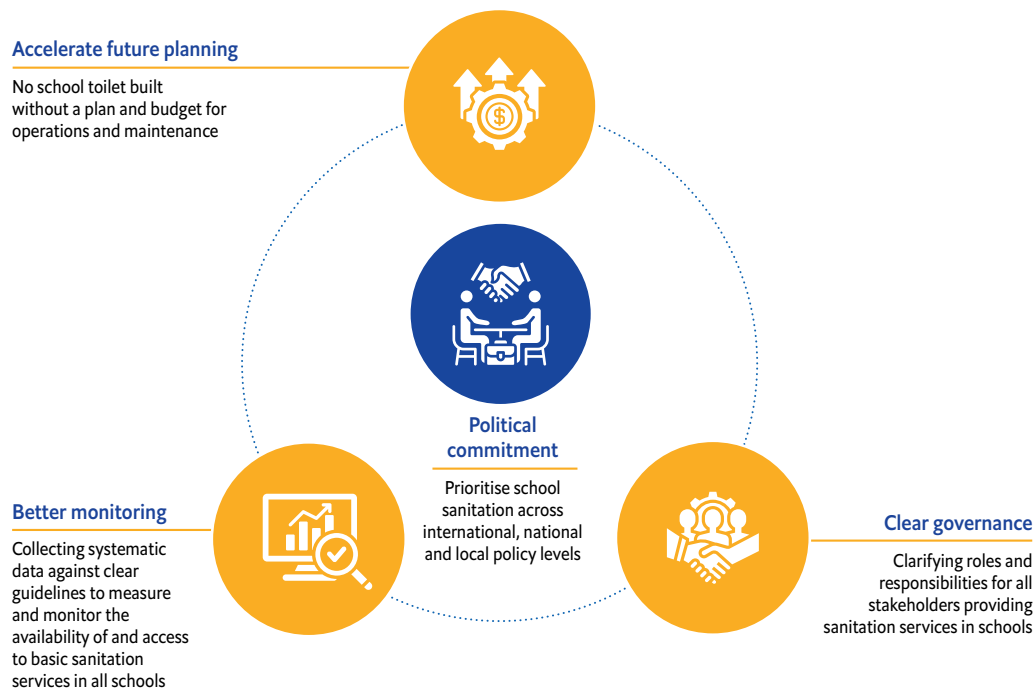 Accelerate future planning
No school toilet built
without a plan and budget for
operations and maintenance
$
Political
commitment
Prioritise school
sanitation across
international, national
and local policy levels
Better monitoring
Collecting systematic
data against clear
guidelines to measure
and monitor the
availability of and access
to basic sanitation
services in all schools
Clear governance
Clarifying roles and
responsibilities for all
stakeholders providing
sanitation services in schools